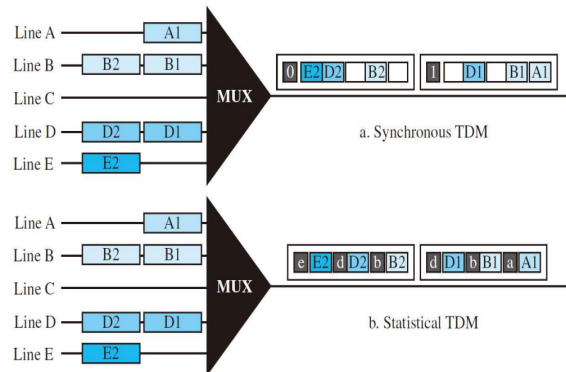 Line A A1
Line B B2 B1
Line C
Line D D2 D1
Line E E2
MUX
0 E2 D2 B2 1 D1 B1 A1
a. Synchronous TDM
Line A A1
Line B B2 B1
Line C
Line D D2 D1
Line E E2
MUX
e E2 d D2 b B2 d D1 b B1 a A1
b. Statistical TDM